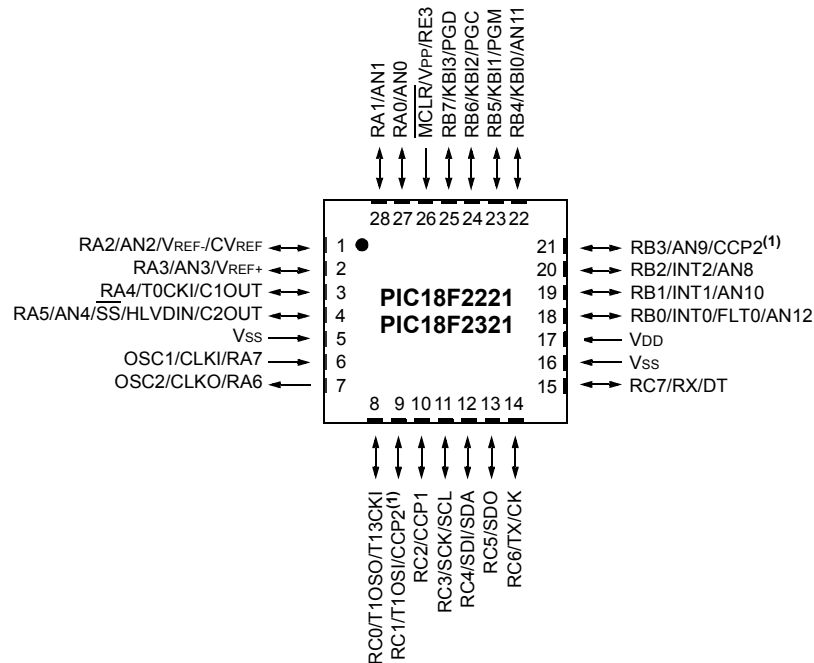 RA1/AN1
RA0/AN0
MCLR/VPP/RE3
RB7/KBI3/PGD
RB6/KBI2/PGC
RB5/KBI1/PGM
RB4/KBI0/AN11
28 27 26 25 24 23 22
RA2/AN2/VREF-/CVREF 1
RA3/AN3/VREF+ 2
RA4/T0CKI/C1OUT 3
RA5/AN4/SS/HLVDIN/C2OUT 4
VSS 5
OSC1/CLKI/RA7 6
OSC2/CLKO/RA6 7
PIC18F2221
PIC18F2321
21 RB3/AN9/CCP2(1)
20 RB2/INT2/AN8
19 RB1/INT1/AN10
18 RB0/INT0/FLT0/AN12
17 VDD
16 VSS
15 RC7/RX/DT
8 9 10 11 12 13 14
RC0/T1OSO/T13CKI
RC1/T1OSI/CCP2(1)
RC2/CCP1
RC3/SCK/SCL
RC4/SDI/SDA
RC5/SDO
RC6/TX/CK